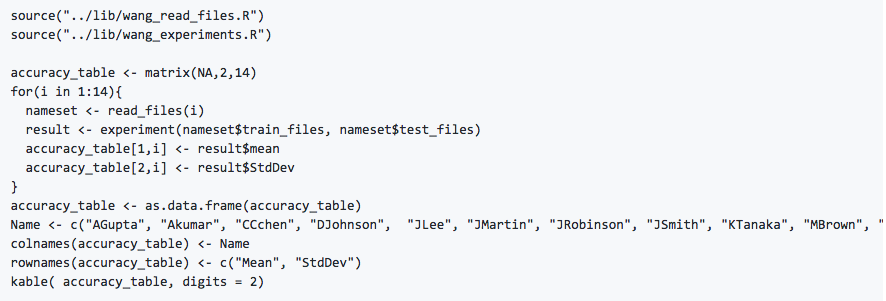 source("../lib/wang_read_files.R")
source("../lib/wang_experiments.R")

accuracy_table <- matrix(NA,2,14)
for(i in 1:14){
  nameset <- read_files(i)
  result <- experiment(nameset$train_files, nameset$test_files)
  accuracy_table[1,i] <- result$mean
  accuracy_table[2,i] <- result$StdDev
}
accuracy_table <- as.data.frame(accuracy_table)
Name <- c("AGupta", "Akumar", "CCchen", "DJohnson",  "JLee", "JMartin", "JRobinson", "JSmith", "KTanaka", "MBrown", "
colnames(accuracy_table) <- Name
rownames(accuracy_table) <- c("Mean", "StdDev")
kable( accuracy_table, digits = 2)